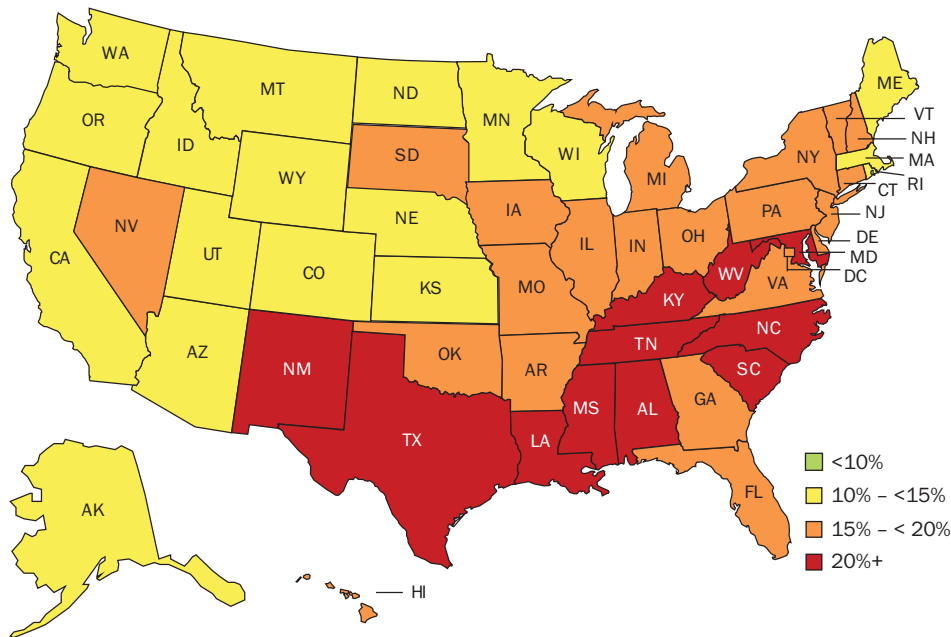 WA
MT
ND
MN
ME
OR
ID
WY
SD
WI
MI
NY
VT
NH
MA
RI
CT
NV
UT
CO
NE
IA
IL
IN
OH
PA
NJ
DE
MD
DC
CA
KS
MO
WV
VA
KY
AZ
NM
OK
AR
TN
NC
SC
TX
LA
MS
AL
GA
FL
AK
HI
<10%
10% – <15%
15% – < 20%
20%+